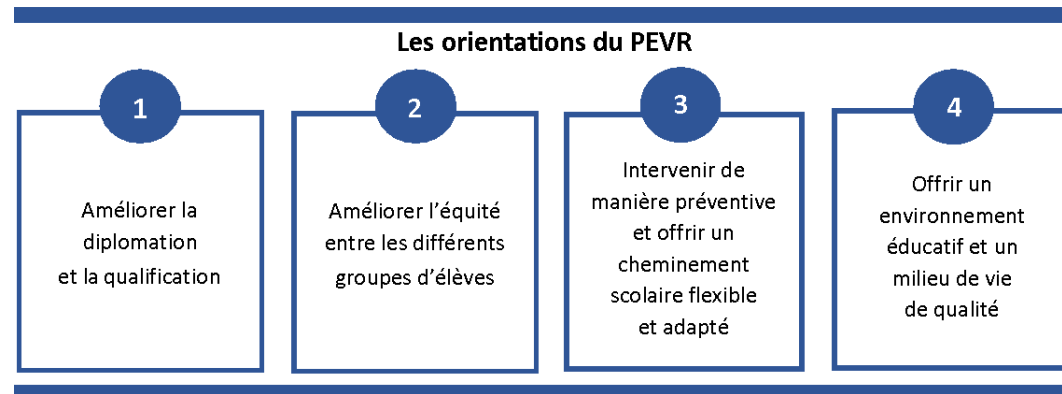 Les orientations du PEVR
1
Améliorer la
diplomation
et la qualification
2
Améliorer l'équité
entre les différents
groupes d'élèves
3
Intervenir de
manière préventive
et offrir un
cheminement
scolaire flexible
et adapté
4
Offrir un
environnement
éducatif et un
milieu de vie
de qualité